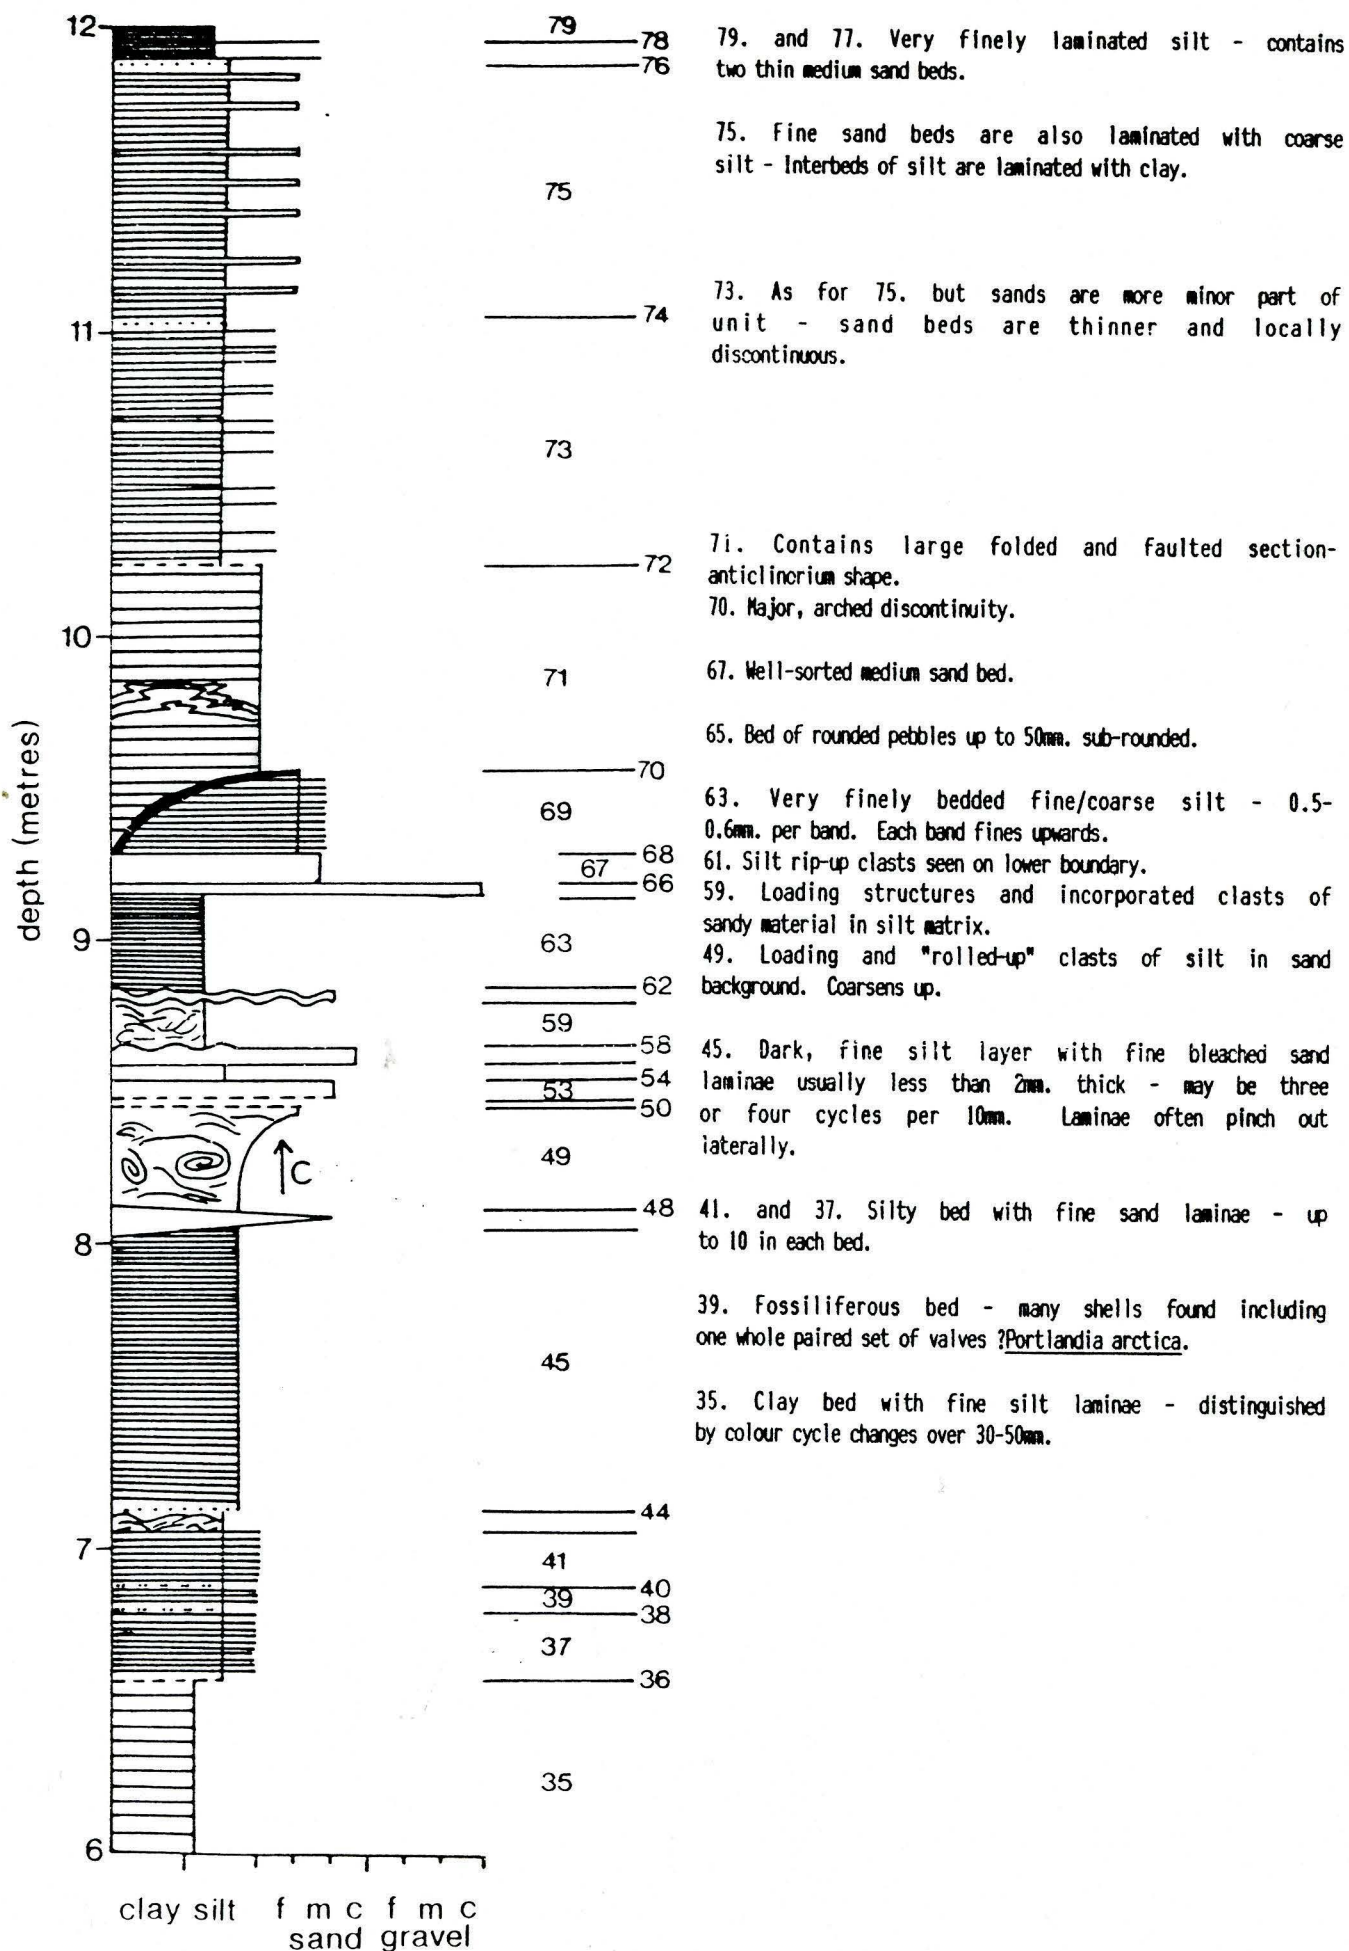 12
11
10
9
8
7
6
depth (metres)
79
78
76
75
74
73
72
71
70
69
68
67
66
63
62
59
58
54
53
50
49
C
48
45
44
41
40
39
38
37
36
35
clay silt f m c f m c
sand gravel
79. and 77. Very finely laminated silt - contains
two thin medium sand beds.
75. Fine sand beds are also laminated with coarse
silt - Interbeds of silt are laminated with clay.
73. As for 75. but sands are more minor part of
unit - sand beds are thinner and locally
discontinuous.
7i. Contains large folded and faulted section-
anticlinorium shape.
70. Major, arched discontinuity.
67. Well-sorted medium sand bed.
65. Bed of rounded pebbles up to 50mm. sub-rounded.
63. Very finely bedded fine/coarse silt - 0.5-
0.6mm. per band. Each band fines upwards.
61. Silt rip-up clasts seen on lower boundary.
59. Loading structures and incorporated clasts of
sandy material in silt matrix.
49. Loading and "rolled-up" clasts of silt in sand
background. Coarsens up.
45. Dark, fine silt layer with fine bleached sand
laminae usually less than 2mm. thick - may be three
or four cycles per 10mm. Laminae often pinch out
laterally.
41. and 37. Silty bed with fine sand laminae - up
to 10 in each bed.
39. Fossiliferous bed - many shells found including
one whole paired set of valves ?Portlandia arctica.
35. Clay bed with fine silt laminae - distinguished
by colour cycle changes over 30-50mm.